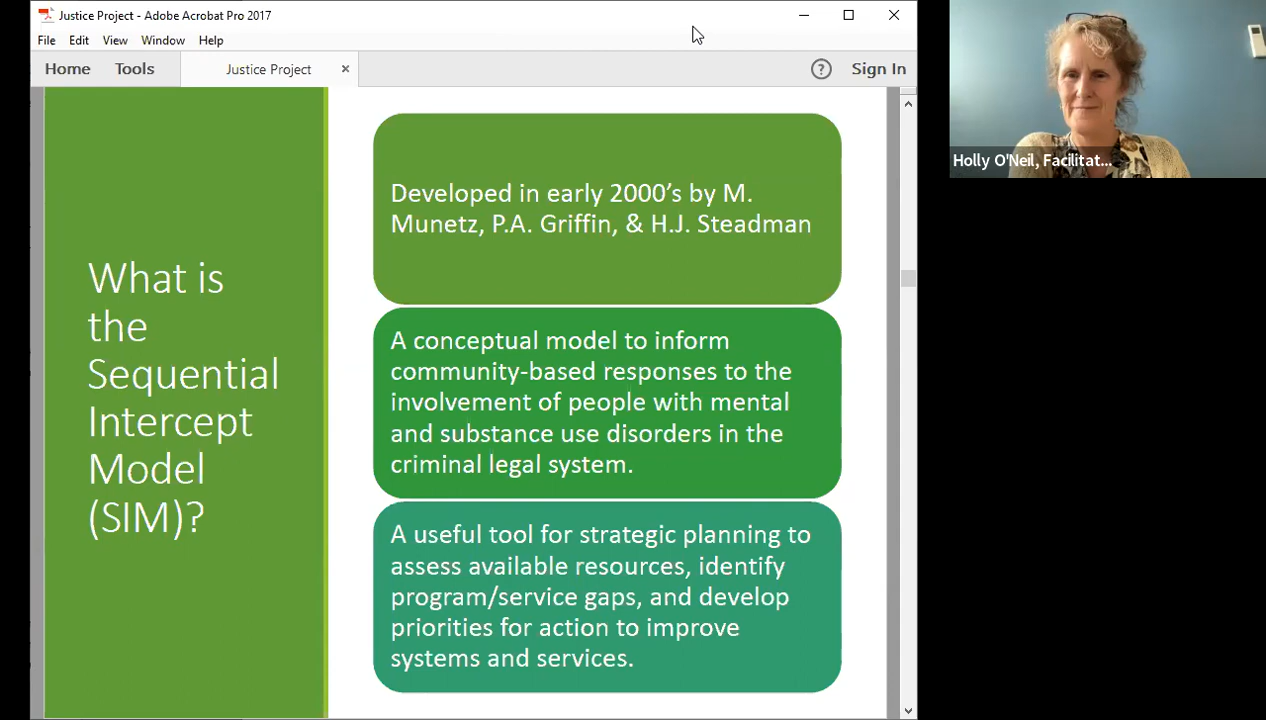 Justice Project - Adobe Acrobat Pro 2017
File Edit View Window Help
Home Tools Justice Project × ? Sign In
What is
the
Sequential
Intercept
Model
(SIM)?
Developed in early 2000’s by M.
Munetz, P.A. Griffin, & H.J. Steadman
A conceptual model to inform
community-based responses to the
involvement of people with mental
and substance use disorders in the
criminal legal system.
A useful tool for strategic planning to
assess available resources, identify
program/service gaps, and develop
priorities for action to improve
systems and services.
Holly O'Neil, Facilitat...